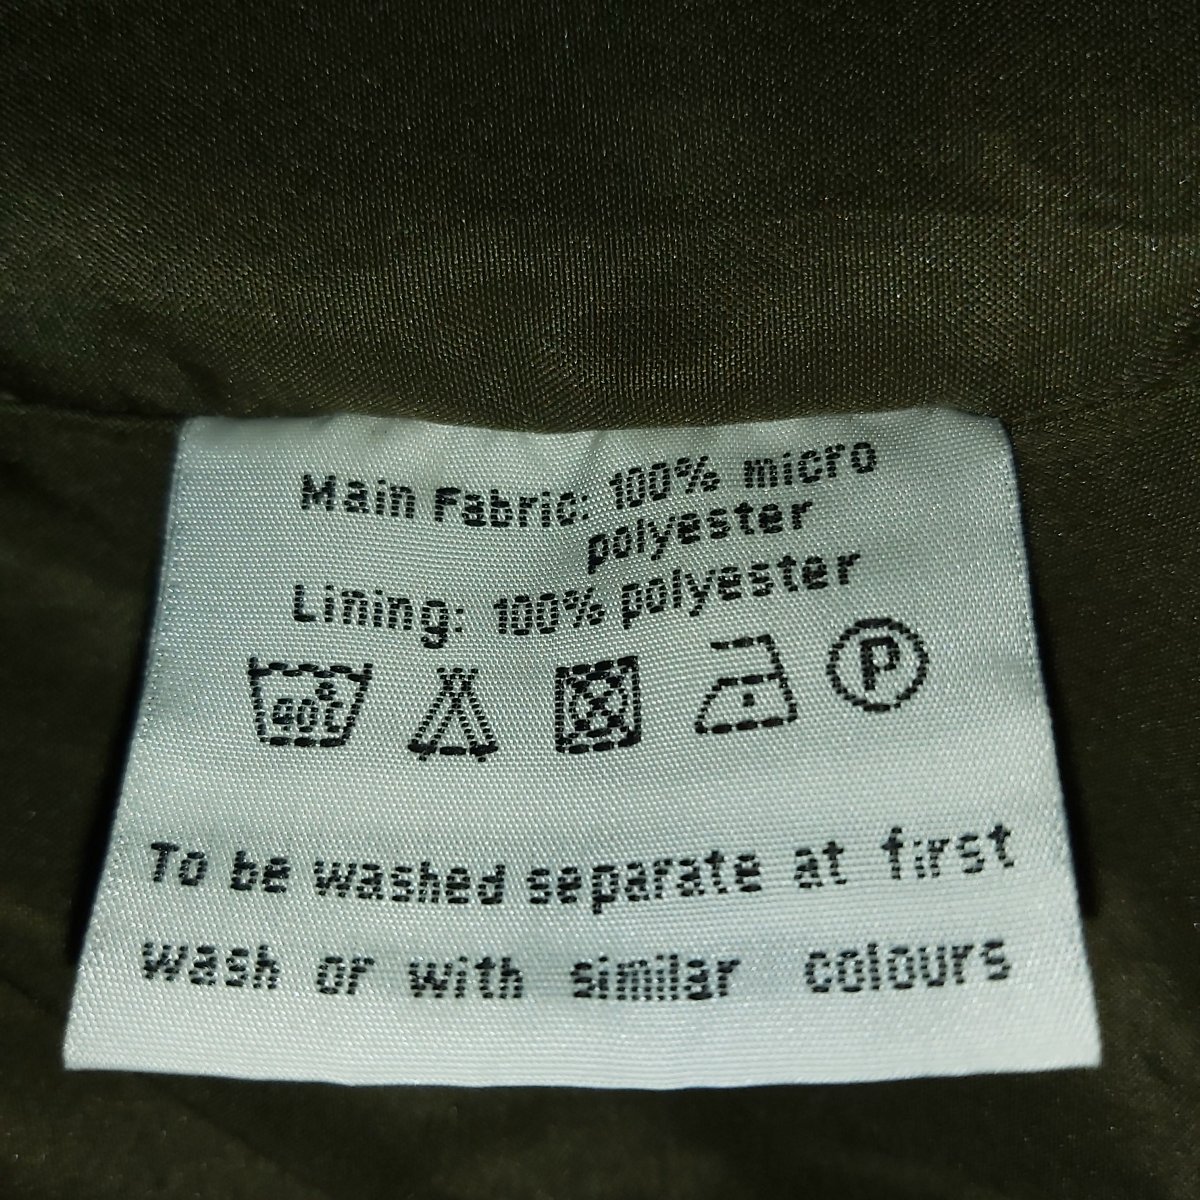 Main Fabric: 100% micro
polyester
Lining: 100% polyester
40°C P
To be washed separate at first
wash or with similar colours